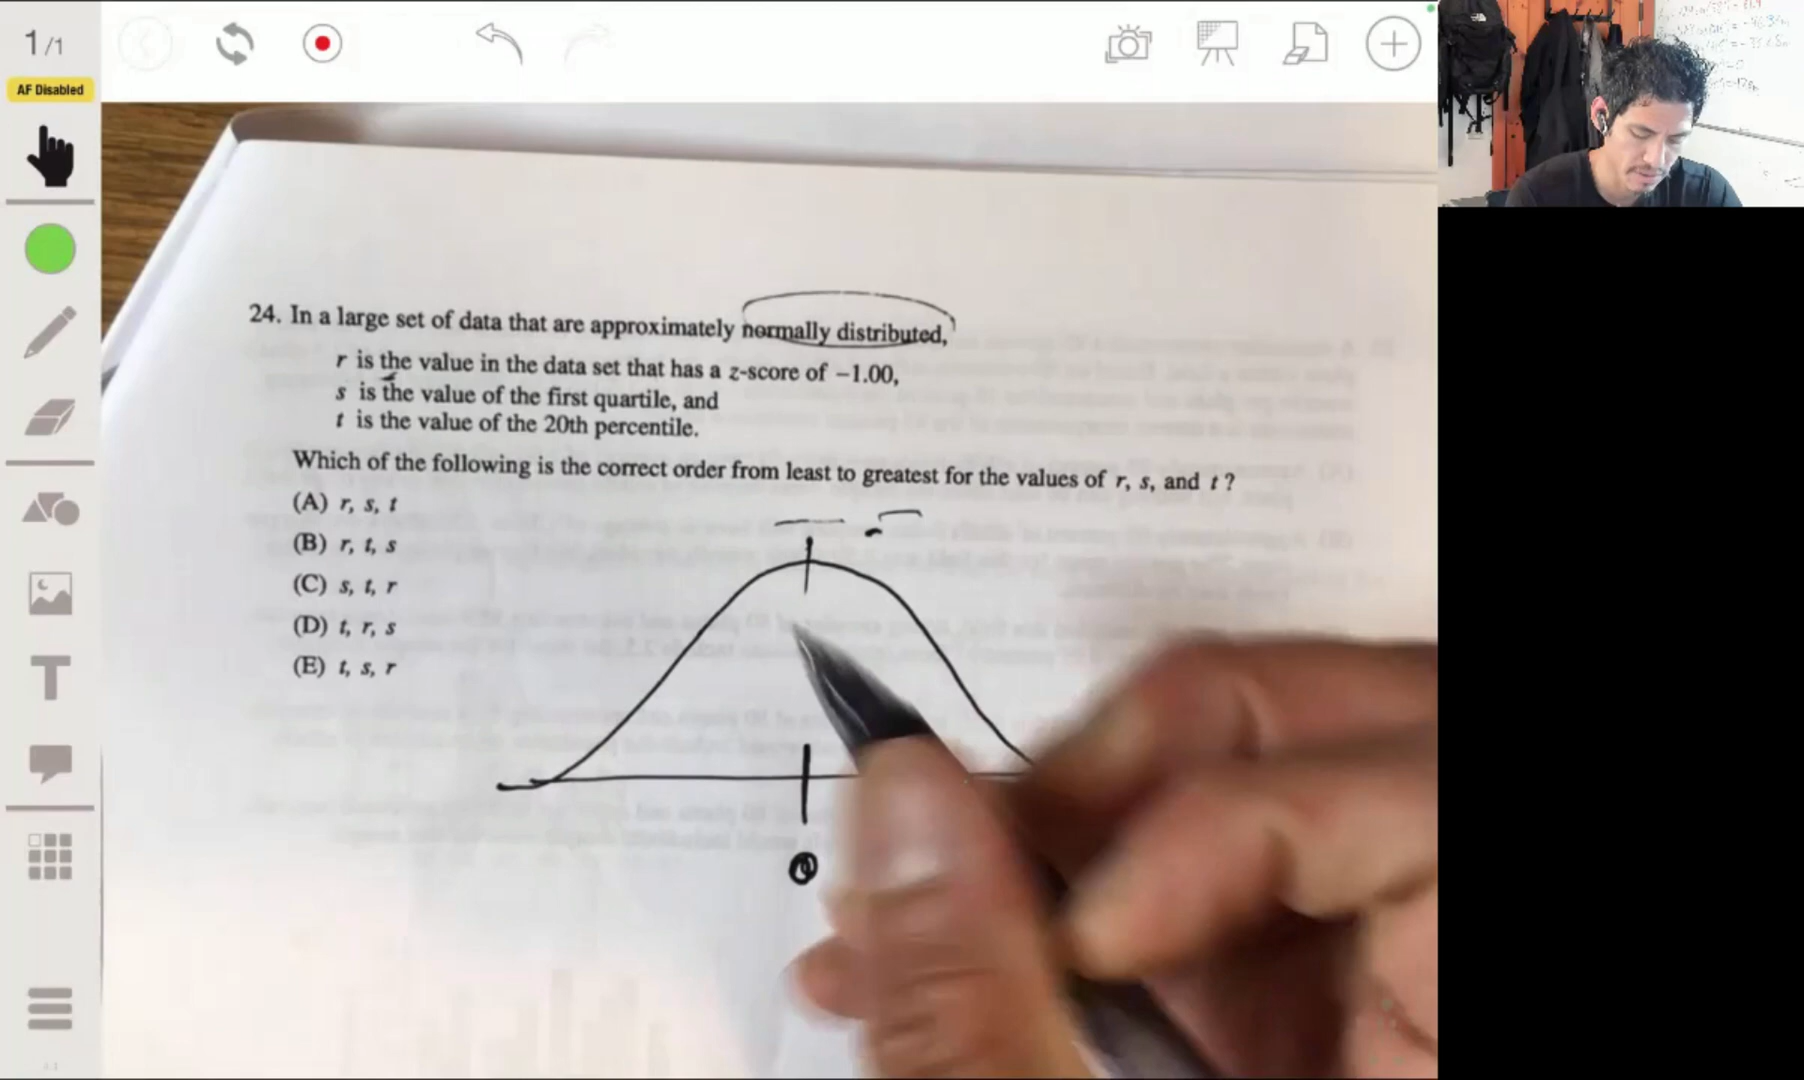 1/1
AF Disabled
24. In a large set of data that are approximately normally distributed,
r is the value in the data set that has a z-score of −1.00,
s is the value of the first quartile, and
t is the value of the 20th percentile.
Which of the following is the correct order from least to greatest for the values of r, s, and t?
(A) r, s, t
(B) r, t, s
(C) s, t, r
(D) t, r, s
(E) t, s, r
0
T